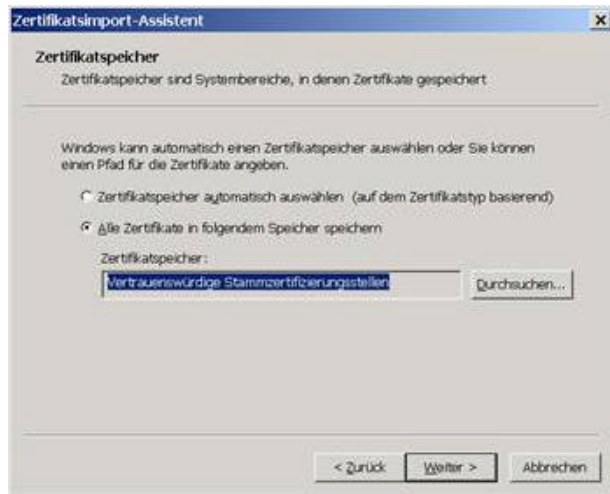 Zertifikatsimport-Assistent
Zertifikatspeicher
Zertifikatspeicher sind Systembereiche, in denen Zertifikate gespeichert
Windows kann automatisch einen Zertifikatspeicher auswählen oder Sie können
einen Pfad für die Zertifikate angeben.
Zertifikatspeicher automatisch auswählen (auf dem Zertifikatstyp basierend)
Alle Zertifikate in folgendem Speicher speichern
Zertifikatspeicher:
Vertrauenswürdige Stammzertifizierungsstellen
Durchsuchen...
< Zurück
Weiter >
Abbrechen